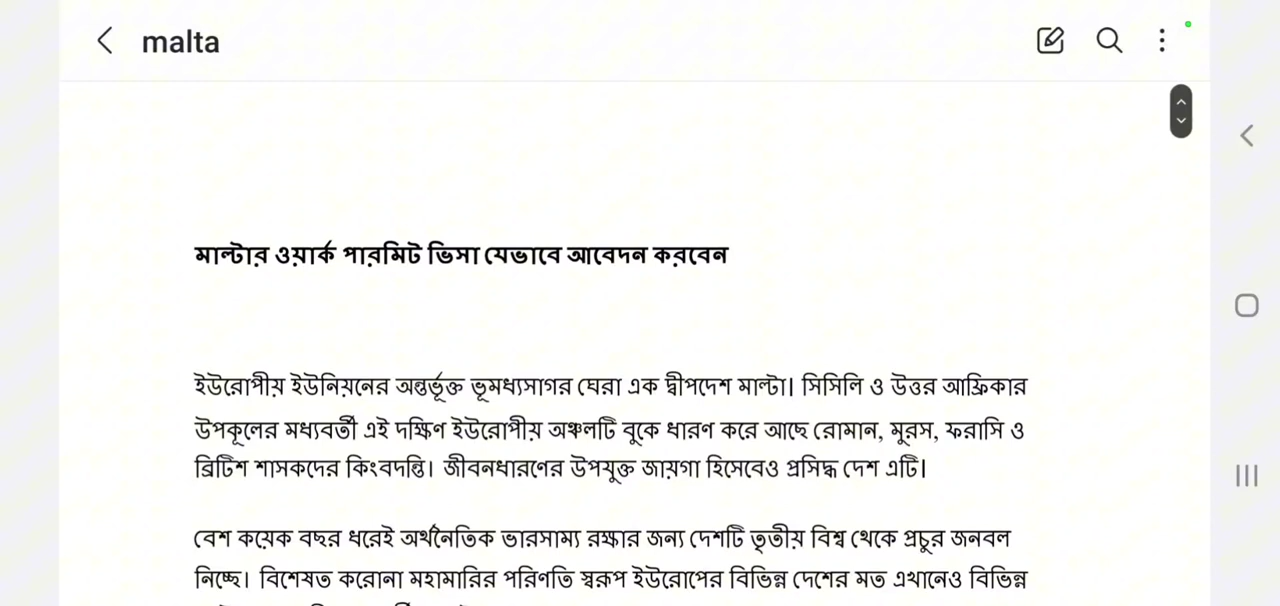 malta
মাল্টার ওয়ার্ক পারমিট ভিসা যেভাবে আবেদন করবেন
ইউরোপীয় ইউনিয়নের অন্তর্ভূক্ত ভূমধ্যসাগর ঘেরা এক দ্বীপদেশ মাল্টা। সিসিলি ও উত্তর আফ্রিকার
উপকূলের মধ্যবর্তী এই দক্ষিণ ইউরোপীয় অঞ্চলটি বুকে ধারণ করে আছে রোমান, মুরস, ফরাসি ও
ব্রিটিশ শাসকদের কিংবদন্তি। জীবনধারণের উপযুক্ত জায়গা হিসেবেও প্রসিদ্ধ দেশ এটি।
বেশ কয়েক বছর ধরেই অর্থনৈতিক ভারসাম্য রক্ষার জন্য দেশটি তৃতীয় বিশ্ব থেকে প্রচুর জনবল
নিচ্ছে। বিশেষত করোনা মহামারির পরিণতি স্বরূপ ইউরোপের বিভিন্ন দেশের মত এখানেও বিভিন্ন